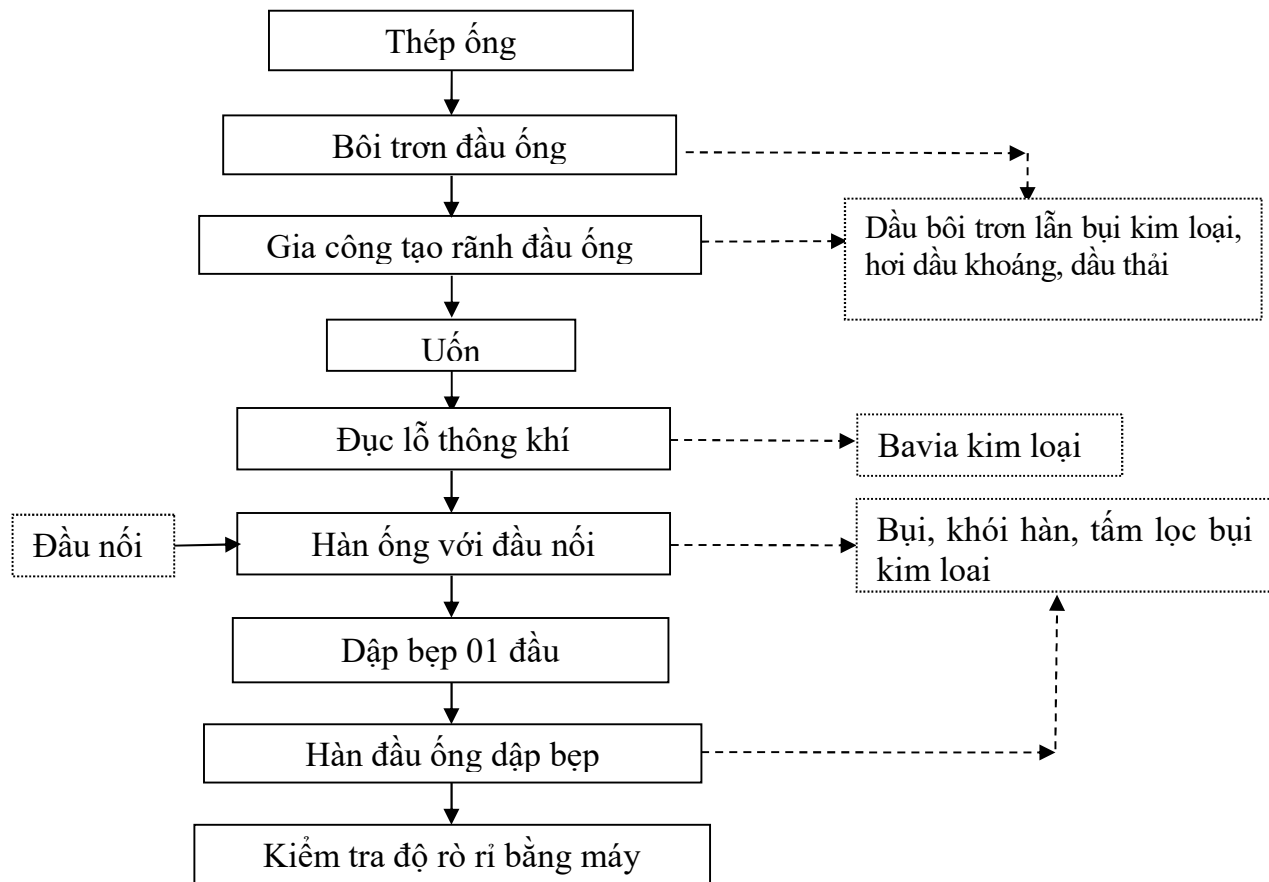 Thép ống
Bôi trơn đầu ống
Gia công tạo rãnh đầu ống
Dầu bôi trơn lẫn bụi kim loại,
hơi dầu khoáng, dầu thải
Uốn
Đục lỗ thông khí
Bavia kim loại
Đầu nối
Hàn ống với đầu nối
Bụi, khói hàn, tấm lọc bụi
kim loai
Dập bẹp 01 đầu
Hàn đầu ống dập bẹp
Kiểm tra độ rò rỉ bằng máy